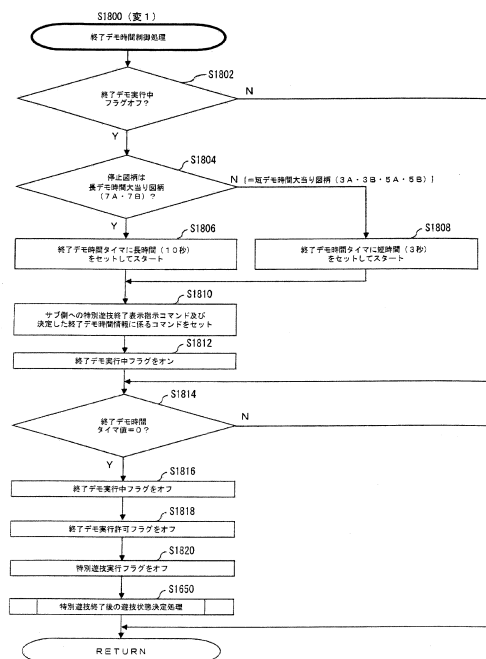 S1800（変１）
終了デモ時間制御処理
S1802
終了デモ実行中
フラグオフ？
N
Y
S1804
停止図柄は
長デモ時間大当り図柄
（７Ａ・７Ｂ）？
N {=短デモ時間大当り図柄（３Ａ・３Ｂ・５Ａ・５Ｂ）}
Y
S1806
終了デモ時間タイマに長時間（１０秒）
をセットしてスタート
S1808
終了デモ時間タイマに短時間（３秒）
をセットしてスタート
S1810
サブ側への特別遊技終了表示指示コマンド及び
決定した終了デモ時間情報に係るコマンドをセット
S1812
終了デモ実行中フラグをオン
S1814
終了デモ時間
タイマ値＝０？
N
Y
S1816
終了デモ実行中フラグをオフ
S1818
終了デモ実行許可フラグをオフ
S1820
特別遊技実行フラグをオフ
S1650
特別遊技終了後の遊技状態決定処理
RETURN